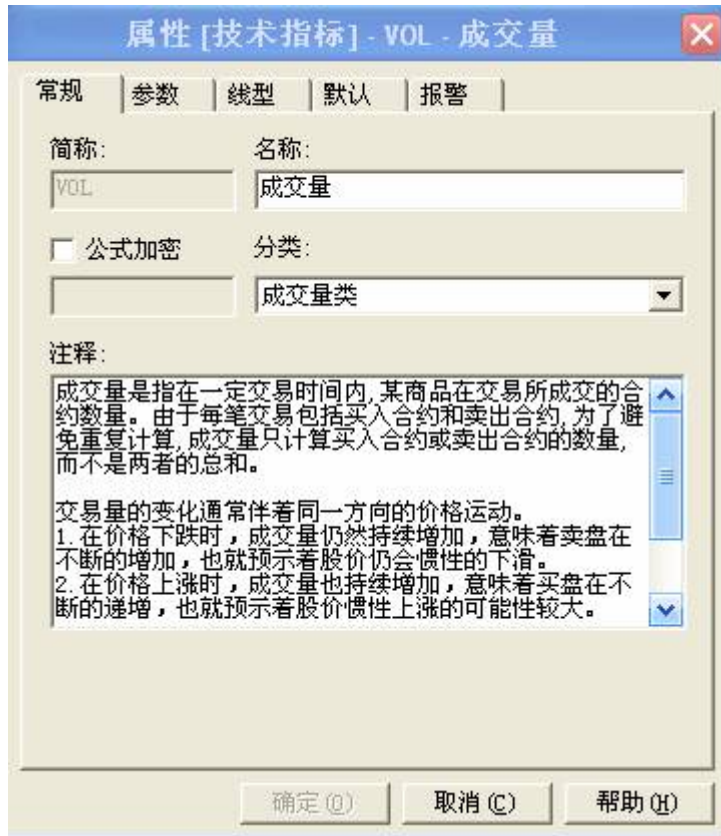 属性 [技术指标] - VOL - 成交量
常规 参数 线型 默认 报警
简称: 名称:
VOL 成交量
公式加密 分类:
成交量类
注释:
成交量是指在一定交易时间内,某商品在交易所成交的合
约数量。由于每笔交易包括买入合约和卖出合约,为了避
免重复计算,成交量只计算买入合约或卖出合约的数量,
而不是两者的总和。
交易量的变化通常伴着同一方向的价格运动。
1.在价格下跌时，成交量仍然持续增加，意味着卖盘在
不断的增加，也就预示着股价仍会惯性的下滑。
2.在价格上涨时，成交量也持续增加，意味着买盘在不
断的递增，也就预示着股价惯性上涨的可能性较大。
确定(O) 取消(C) 帮助(H)